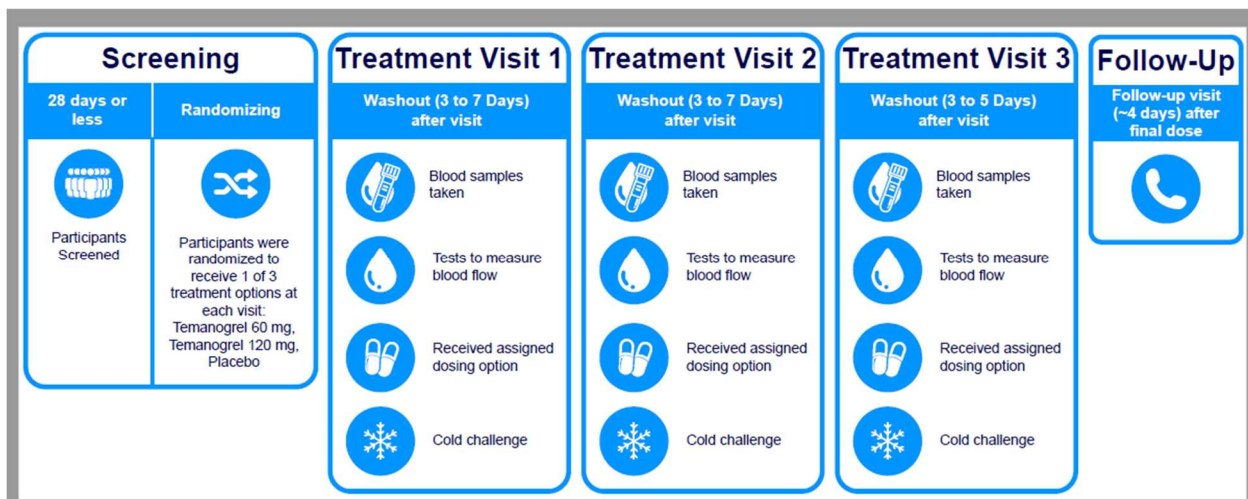 Screening
28 days or
less
Randomizing
Participants
Screened
Participants were
randomized to
receive 1 of 3
treatment options at
each visit:
Temanogrel 60 mg,
Temanogrel 120 mg,
Placebo
Treatment Visit 1
Washout (3 to 7 Days)
after visit
Blood samples
taken
Tests to measure
blood flow
Received assigned
dosing option
Cold challenge
Treatment Visit 2
Washout (3 to 7 Days)
after visit
Blood samples
taken
Tests to measure
blood flow
Received assigned
dosing option
Cold challenge
Treatment Visit 3
Washout (3 to 5 Days)
after visit
Blood samples
taken
Tests to measure
blood flow
Received assigned
dosing option
Cold challenge
Follow-Up
Follow-up visit
(~4 days) after
final dose